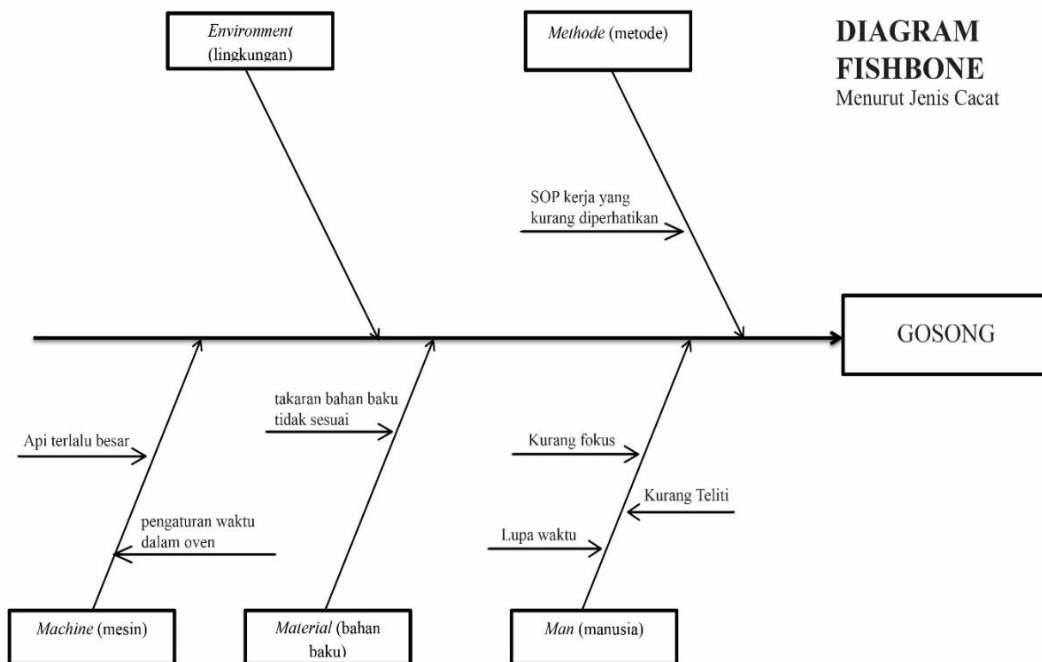 Environment
(lingkungan)
Methode (metode)
DIAGRAM
FISHBONE
Menurut Jenis Cacat
SOP kerja yang
kurang diperhatikan
GOSONG
takaran bahan baku
tidak sesuai
Api terlalu besar
Kurang fokus
Kurang Teliti
pengaturan waktu
dalam oven
Lupa waktu
Machine (mesin)
Material (bahan
baku)
Man (manusia)